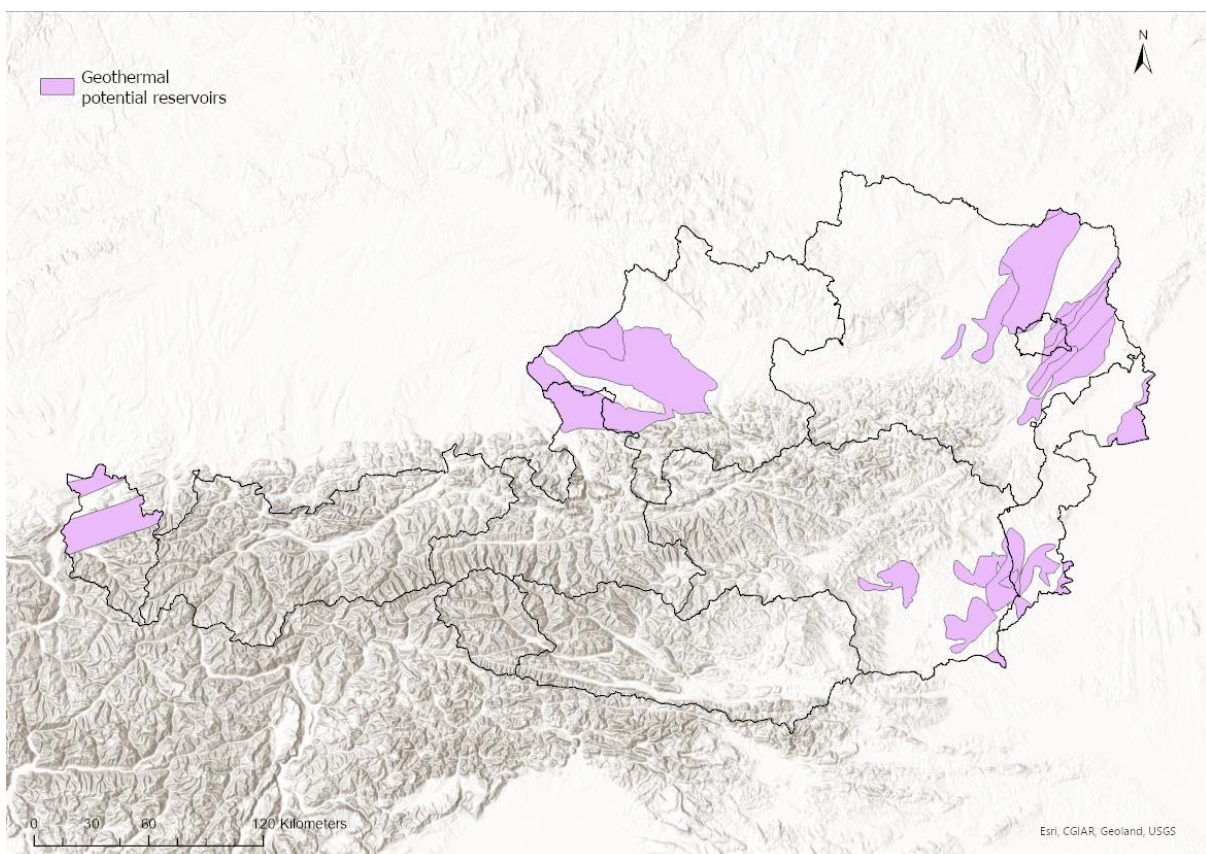 Geothermal
potential reservoirs
N
0 30 60 120 Kilometers
Esri, CGIAR, Geoland, USGS